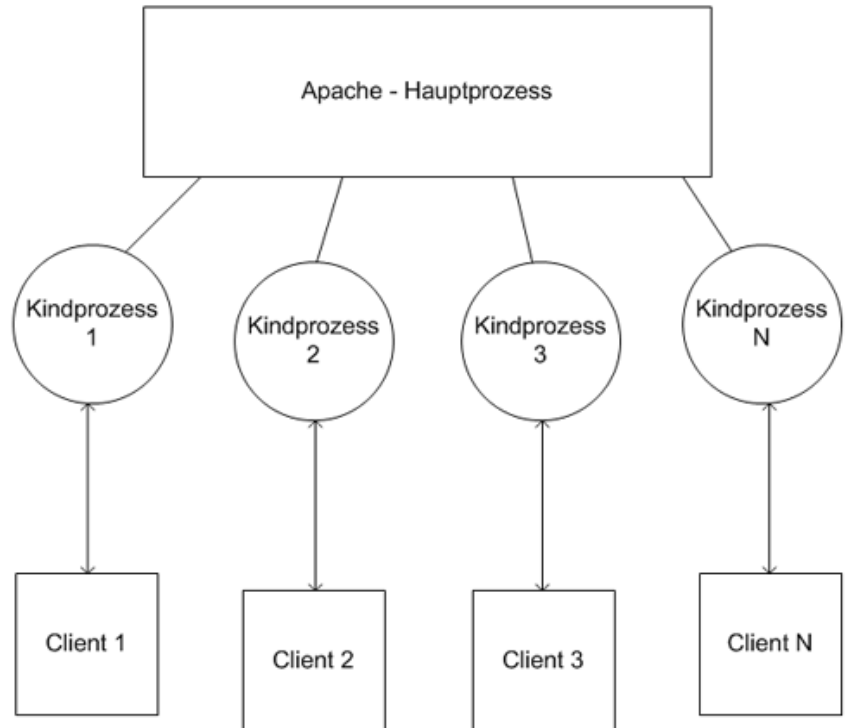 Apache - Hauptprozess
Kindprozess
1
Kindprozess
2
Kindprozess
3
Kindprozess
N
Client 1
Client 2
Client 3
Client N